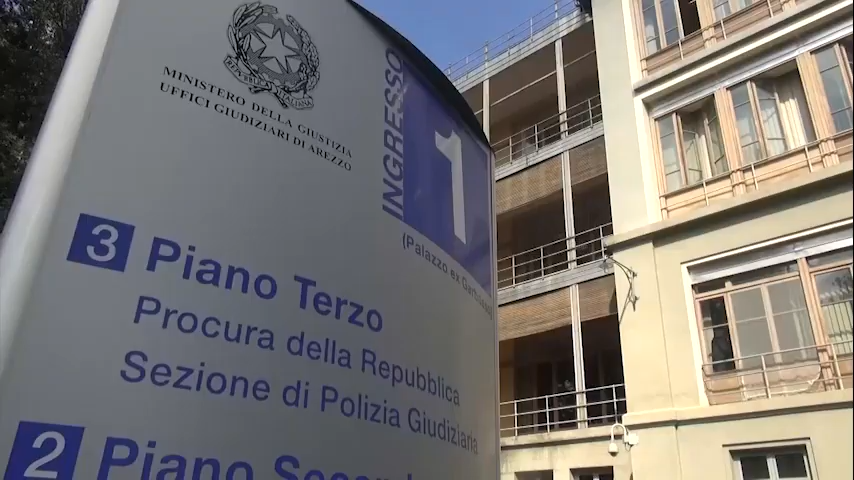 MINISTERO DELLA GIUSTIZIA
UFFICI GIUDIZIARI DI AREZZO
INGRESSO
1
(Palazzo ex
3 Piano Terzo
Procura della Repubblica
Sezione di Polizia Giudiziaria
2 Piano